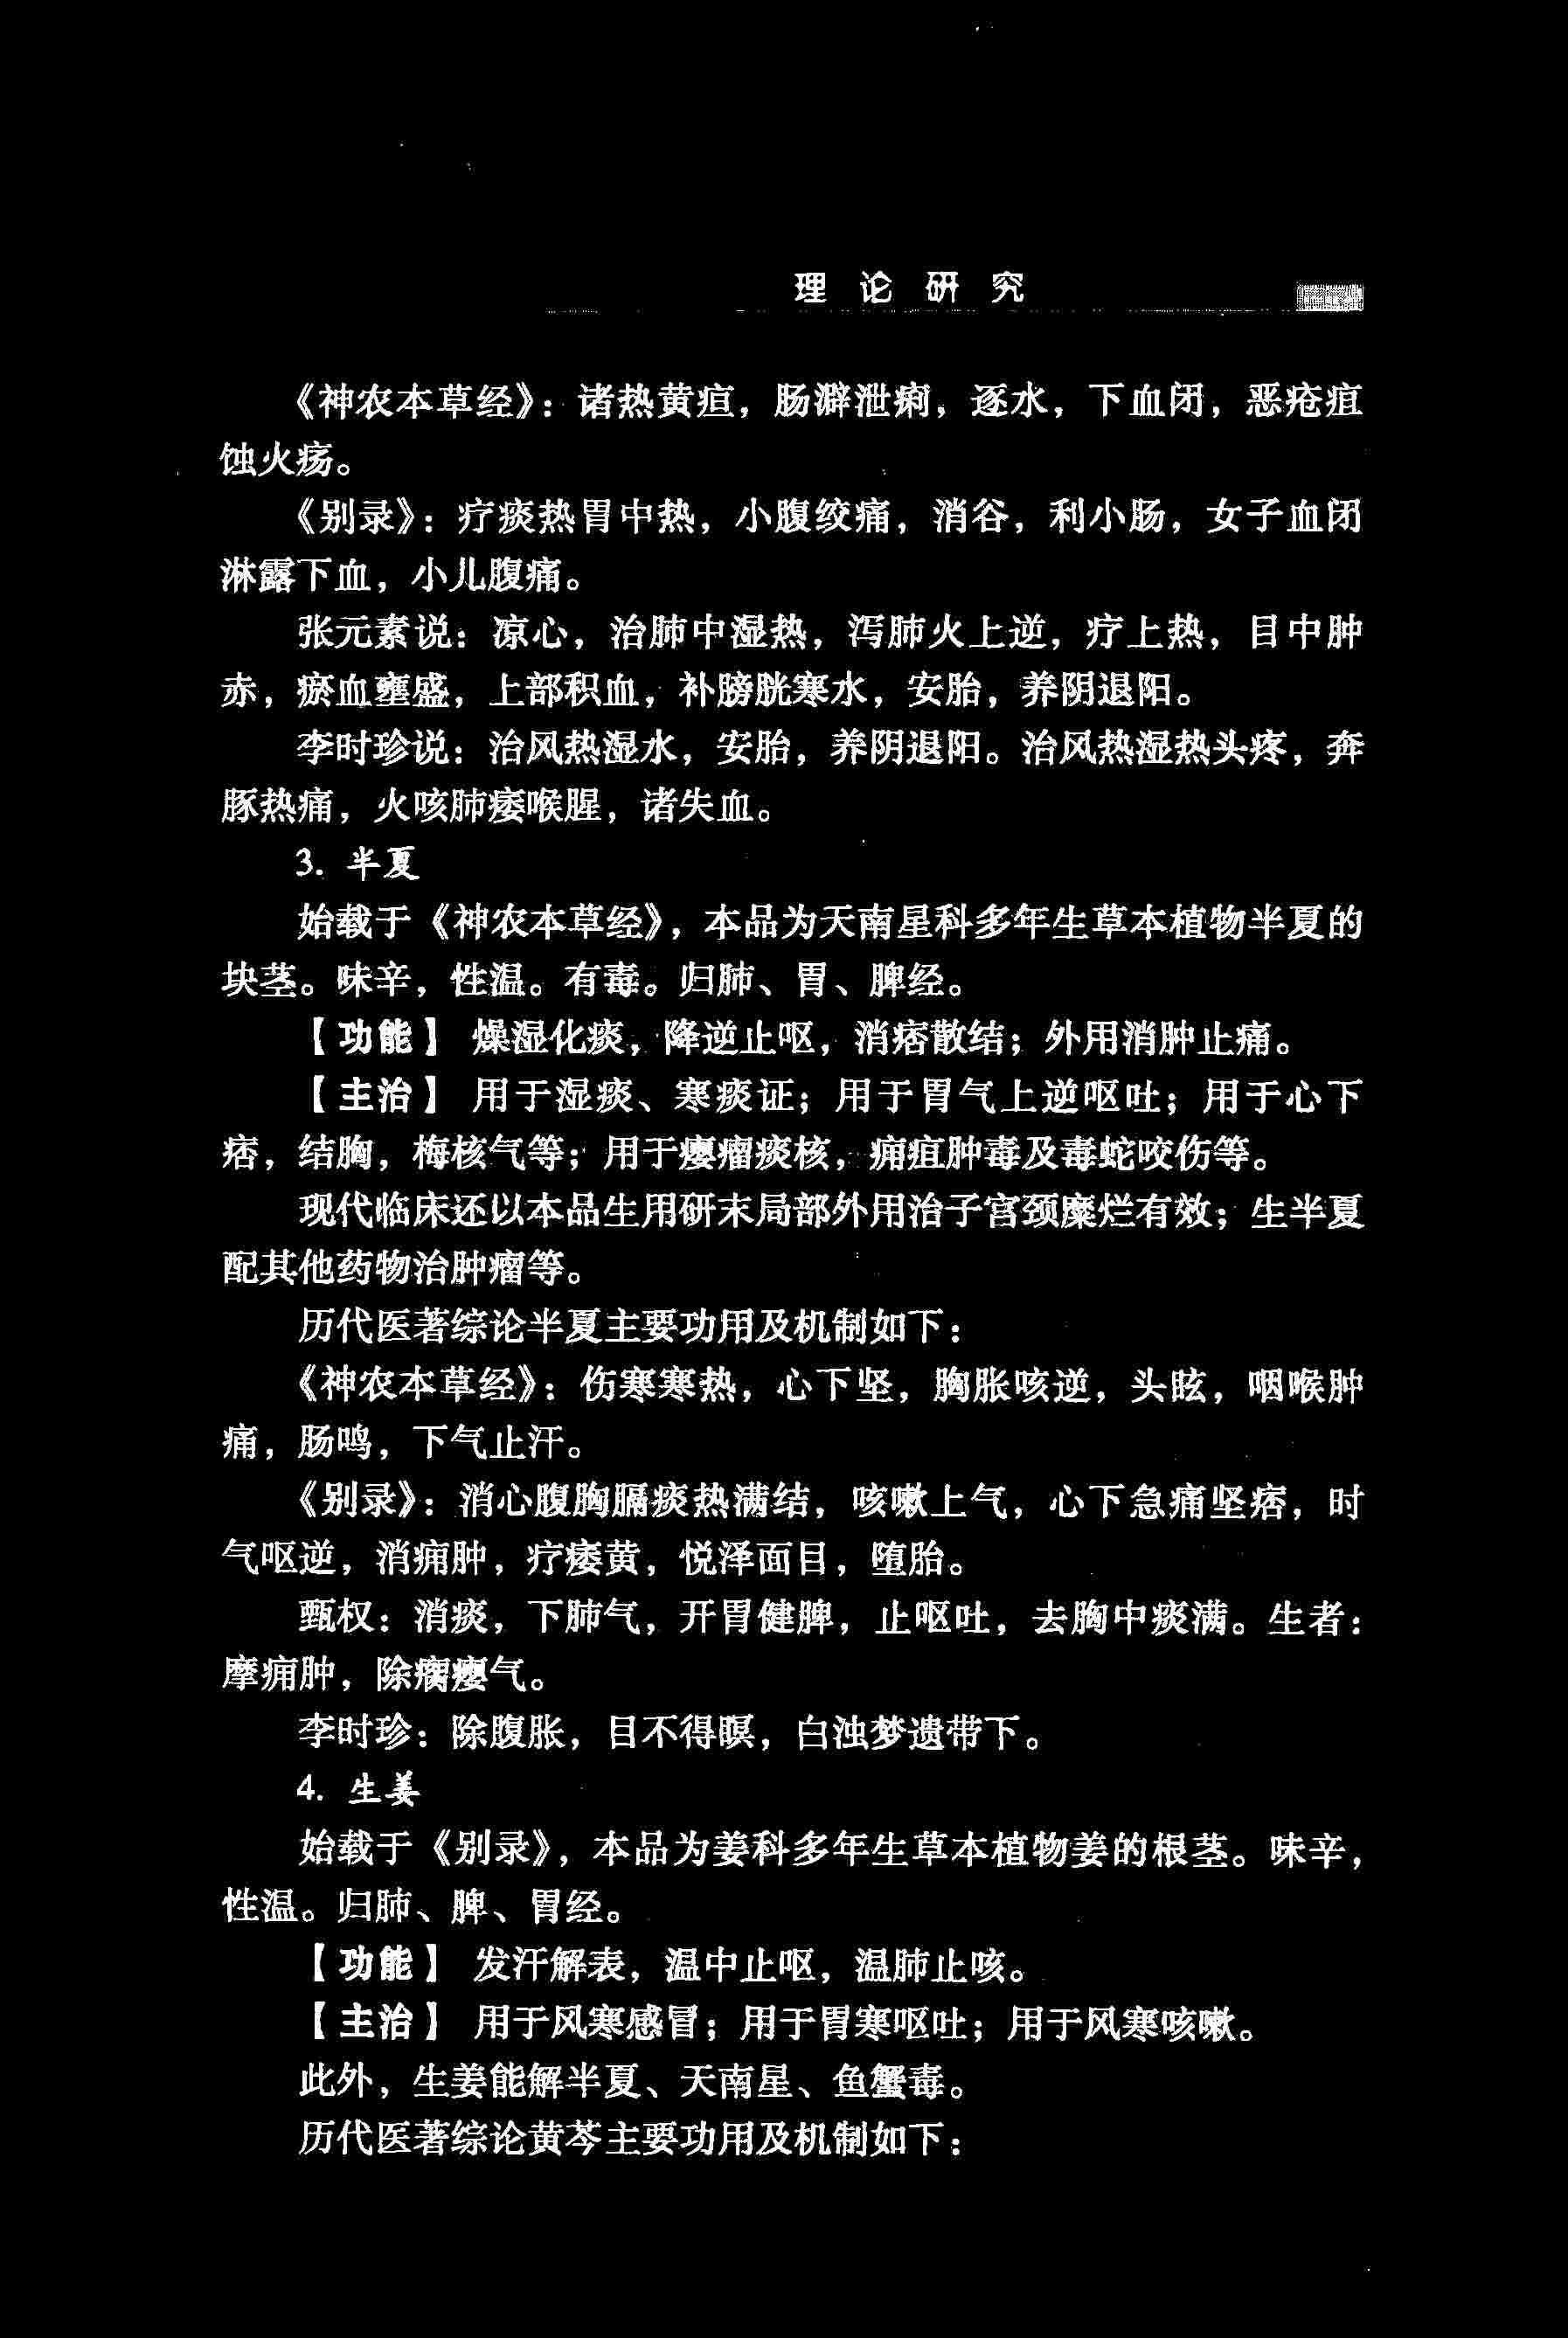 理论研究
《神农本草经》：诸热黄疸，肠澼泄痢，逐水，下血闭，恶疮疽
蚀火疡。
《别录》：疗痰热胃中热，小腹绞痛，消谷，利小肠，女子血闭
淋露下血，小儿腹痛。
张元素说：凉心，治肺中湿热，泻肺火上逆，疗上热，目中肿
赤，瘀血壅盛，上部积血，补膀胱寒水，安胎，养阴退阳。
李时珍说：治风热湿水，安胎，养阴退阳。治风热湿热头疼，奔
豚热痛，火咳肺痿喉腥，诸失血。
3. 半夏
始载于《神农本草经》，本品为天南星科多年生草本植物半夏的
块茎。味辛，性温。有毒。归肺、胃、脾经。
【功能】 燥湿化痰，降逆止呕，消痞散结；外用消肿止痛。
【主治】 用于湿痰、寒痰证；用于胃气上逆呕吐；用于心下
痞，结胸，梅核气等；用于瘿瘤痰核，痈疽肿毒及毒蛇咬伤等。
现代临床还以本品生用研末局部外用治子宫颈糜烂有效；生半夏
配其他药物治肿瘤等。
历代医著综论半夏主要功用及机制如下：
《神农本草经》：伤寒寒热，心下坚，胸胀咳逆，头眩，咽喉肿
痛，肠鸣，下气止汗。
《别录》：消心腹胸膈痰热满结，咳嗽上气，心下急痛坚痞，时
气呕逆，消痈肿，疗痿黄，悦泽面目，堕胎。
甄权：消痰，下肺气，开胃健脾，止呕吐，去胸中痰满。生者：
摩痈肿，除瘤瘿气。
李时珍：除腹胀，目不得瞑，白浊梦遗带下。
4. 生姜
始载于《别录》，本品为姜科多年生草本植物姜的根茎。味辛，
性温。归肺、脾、胃经。
【功能】 发汗解表，温中止呕，温肺止咳。
【主治】 用于风寒感冒；用于胃寒呕吐；用于风寒咳嗽。
此外，生姜能解半夏、天南星、鱼蟹毒。
历代医著综论黄芩主要功用及机制如下：